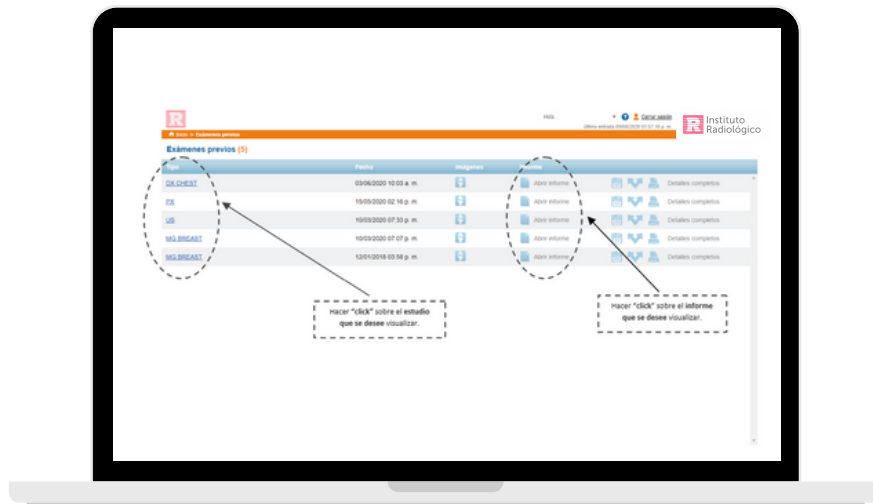 R
Hola
Cerrar sesión
R Instituto
Radiológico
Inicio > Exámenes previos
Exámenes previos (5)
Tipo Fecha Imágenes Informe
DX CHEST 03/06/2020 10:03 a. m. Abrir informe Detalles completos
PX 15/05/2020 02:16 p. m. Abrir informe Detalles completos
US 10/03/2020 07:33 p. m. Abrir informe Detalles completos
MG BREAST 10/03/2020 07:07 p. m. Abrir informe Detalles completos
MG BREAST 12/01/2018 03:58 p. m. Abrir informe Detalles completos
Hacer "click" sobre el estudio
que se desee visualizar.
Hacer "click" sobre el informe
que se desee visualizar.